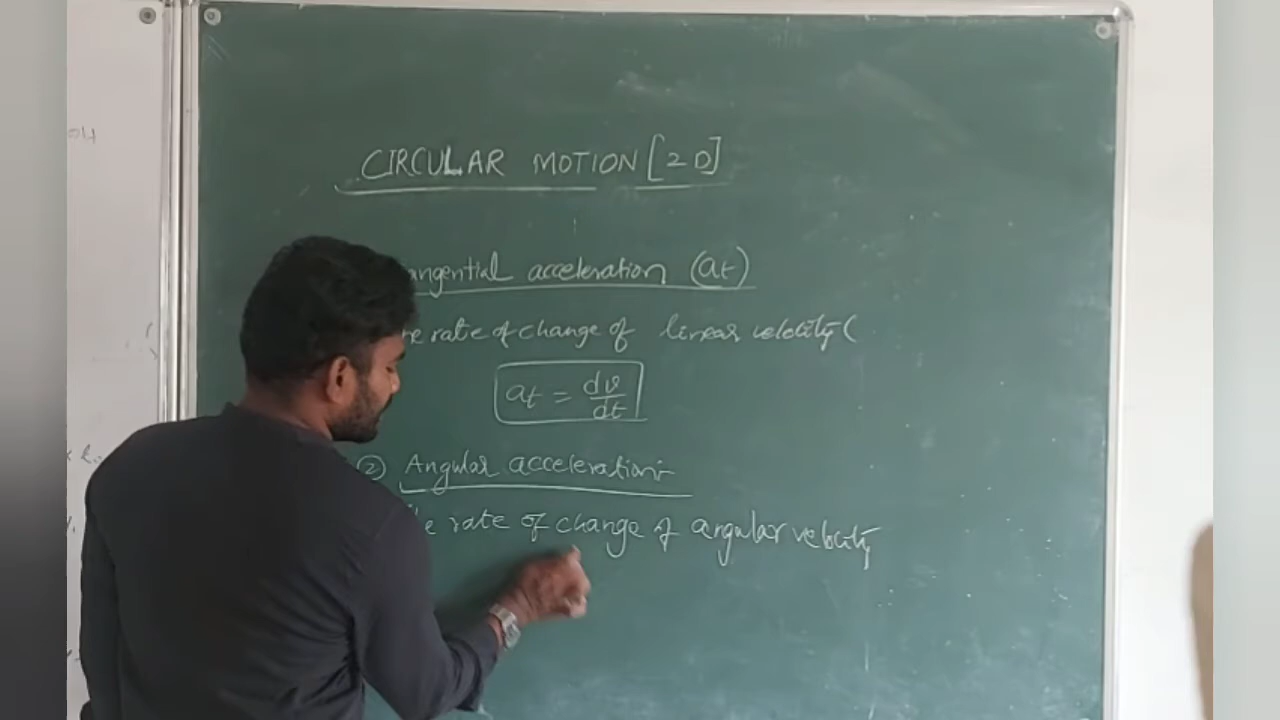 CIRCULAR MOTION [2D]
angential acceleration (at)
e rate of change of linear velocity (
at = dv/dt
② Angular acceleration:-
e rate of change of angular velocity